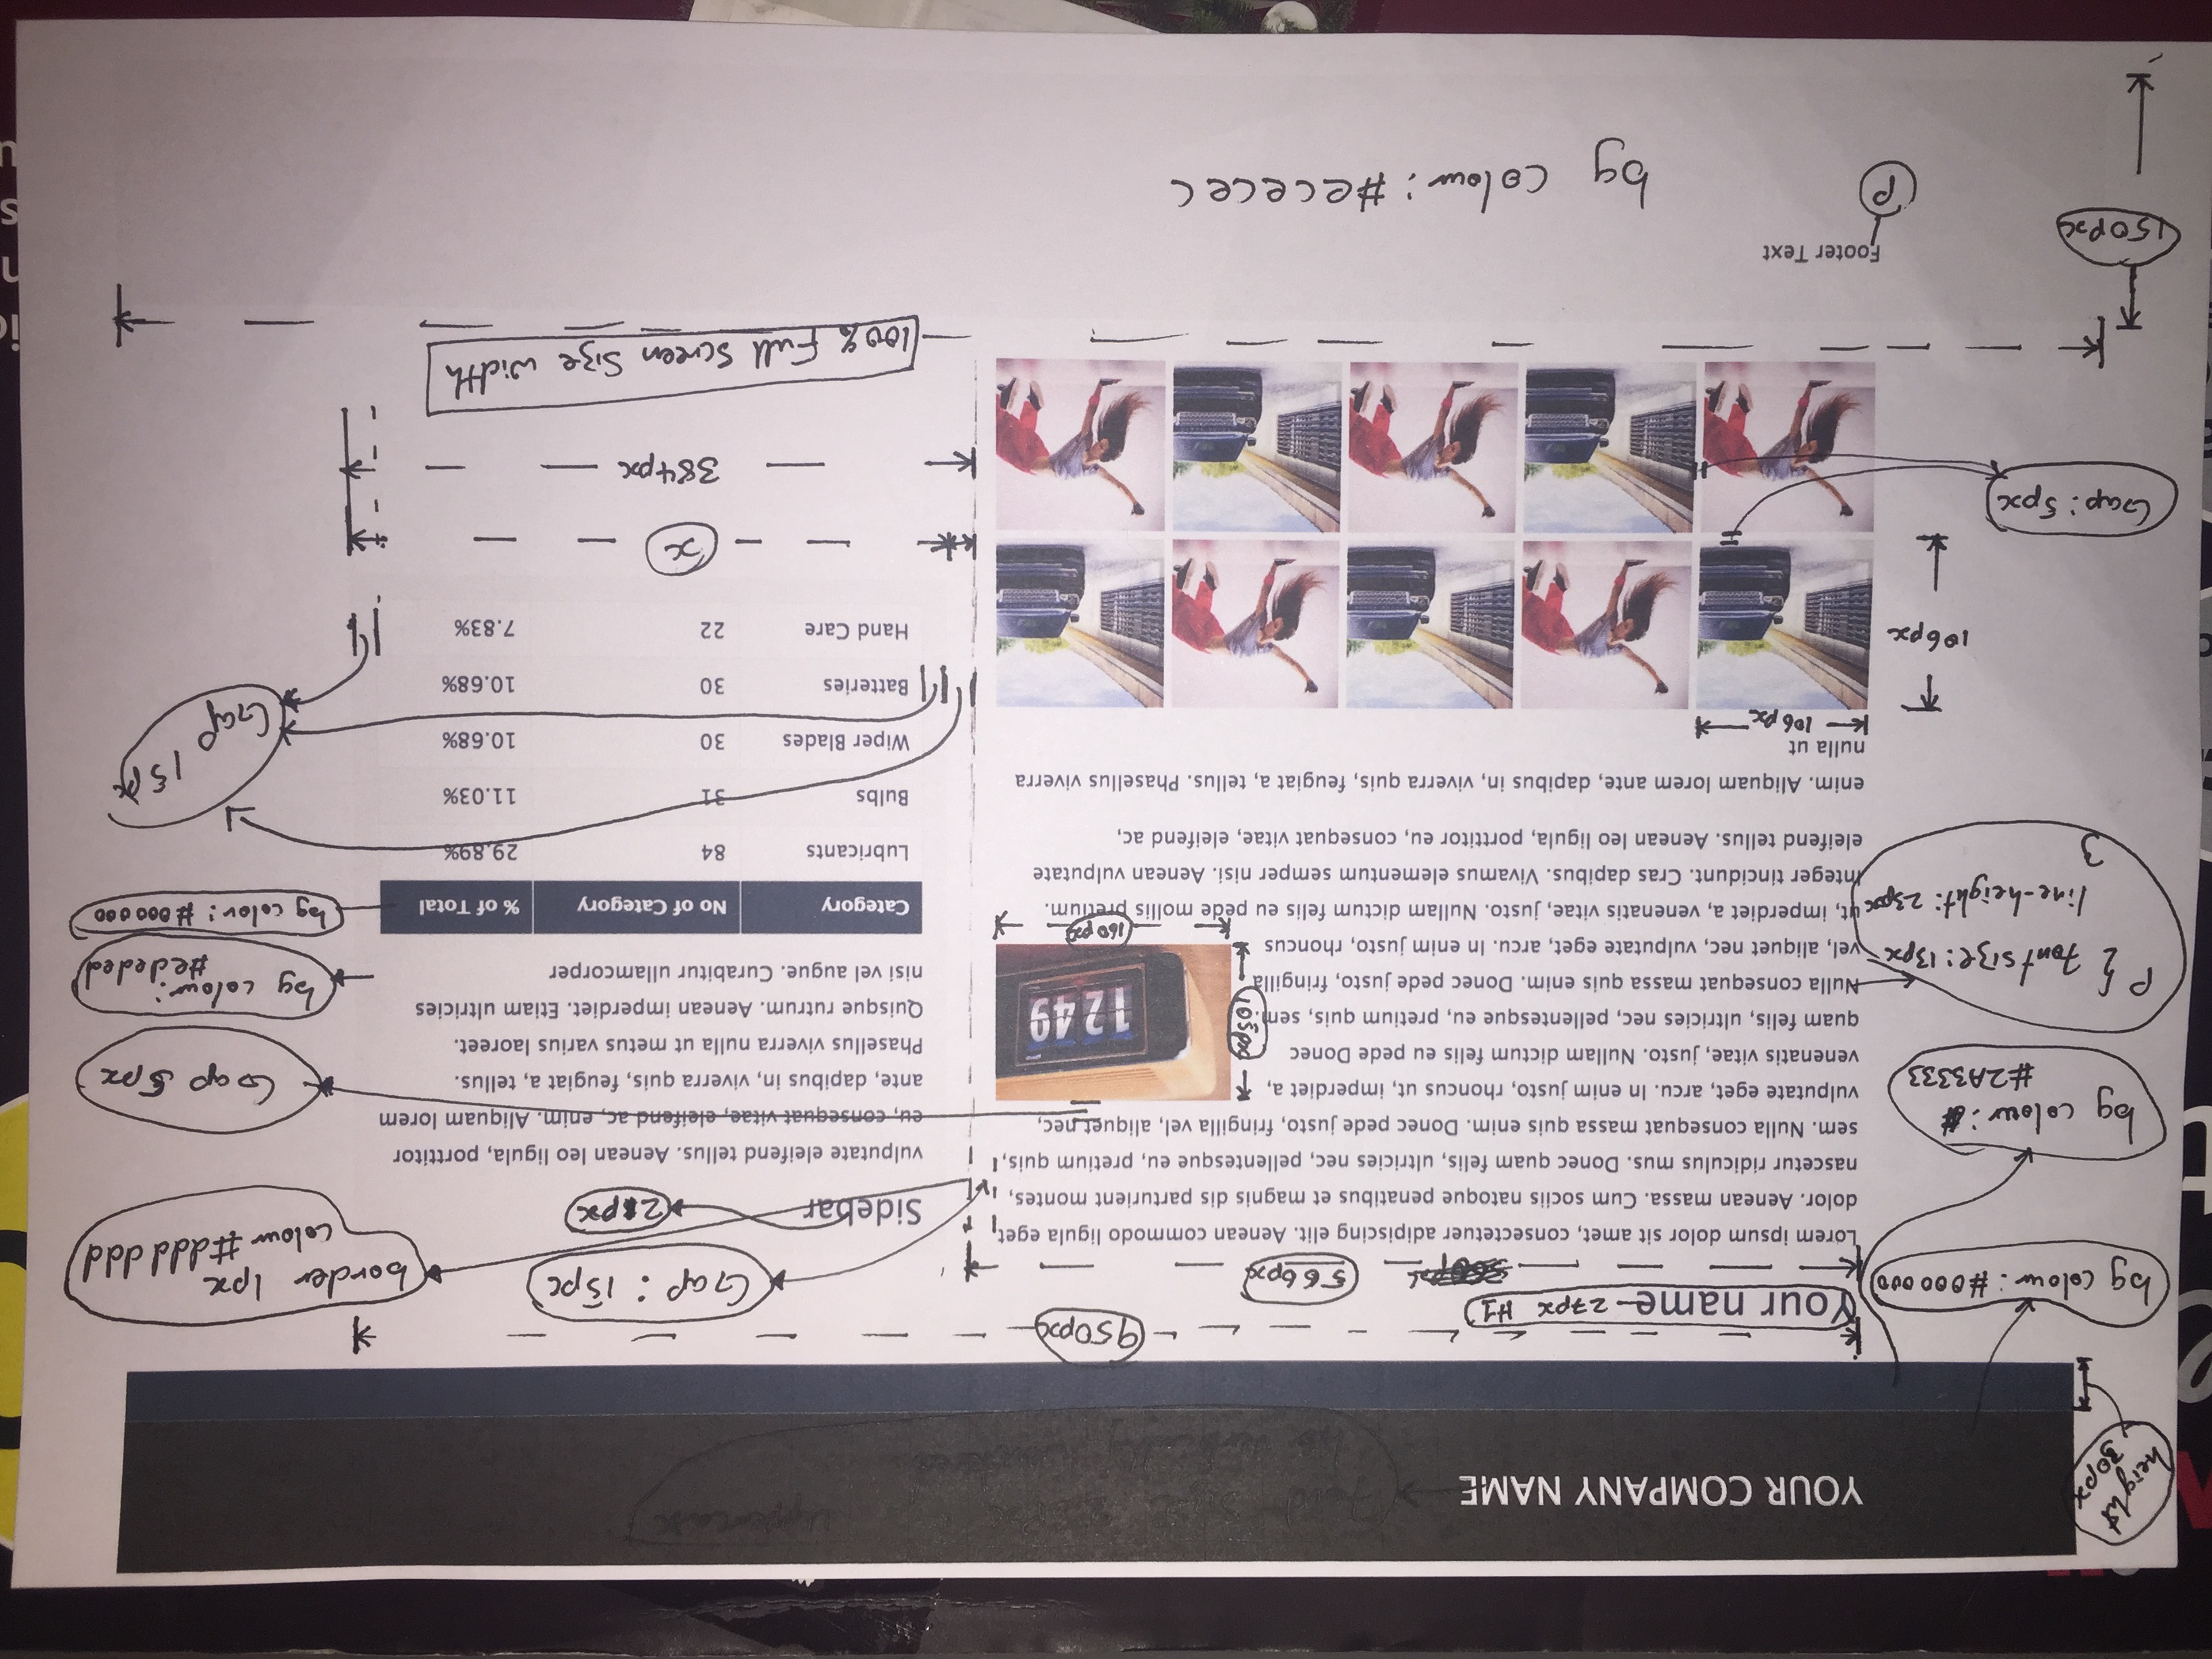 height
30px
YOUR COMPANY NAME
Font Size 20px , Uppercase
vertically centered
bg colour: #000000
950px
Your name 27px H1
566px
Gap: 15px
border 1px
colour #dddddd
Lorem ipsum dolor sit amet, consectetuer adipiscing elit. Aenean commodo ligula eget
dolor. Aenean massa. Cum sociis natoque penatibus et magnis dis parturient montes,
nascetur ridiculus mus. Donec quam felis, ultricies nec, pellentesque eu, pretium quis,
sem. Nulla consequat massa quis enim. Donec pede justo, fringilla vel, aliquet nec,
vulputate eget, arcu. In enim justo, rhoncus ut, imperdiet a,
venenatis vitae, justo. Nullam dictum felis eu pede Donec
quam felis, ultricies nec, pellentesque eu, pretium quis, sem.
Nulla consequat massa quis enim. Donec pede justo, fringilla
vel, aliquet nec, vulputate eget, arcu. In enim justo, rhoncus
ut, imperdiet a, venenatis vitae, justo. Nullam dictum felis eu pede mollis pretium.
Integer tincidunt. Cras dapibus. Vivamus elementum semper nisi. Aenean vulputate
eleifend tellus. Aenean leo ligula, porttitor eu, consequat vitae, eleifend ac,
enim. Aliquam lorem ante, dapibus in, viverra quis, feugiat a, tellus. Phasellus viverra
nulla ut
bg colour: #
#2A3333
P {
Font size: 13px
line-height: 23px
}
105px
12 49
160px
Sidebar
21px
vulputate eleifend tellus. Aenean leo ligula, porttitor
eu, consequat vitae, eleifend ac, enim. Aliquam lorem
ante, dapibus in, viverra quis, feugiat a, tellus.
Phasellus viverra nulla ut metus varius laoreet.
Quisque rutrum. Aenean imperdiet. Etiam ultricies
nisi vel augue. Curabitur ullamcorper
Gap 5px
bg colour:
#ededed
bg color: #000000
Category No of Category % of Total
Lubricants 84 29.89%
Bulbs 31 11.03%
Wiper Blades 30 10.68%
Batteries 30 10.68%
Hand Care 22 7.83%
Gap 15px
106px
106px
Gap: 5px
x
384px
100% Full Screen Size width
150px
Footer Text
P
bg colour: #ececec